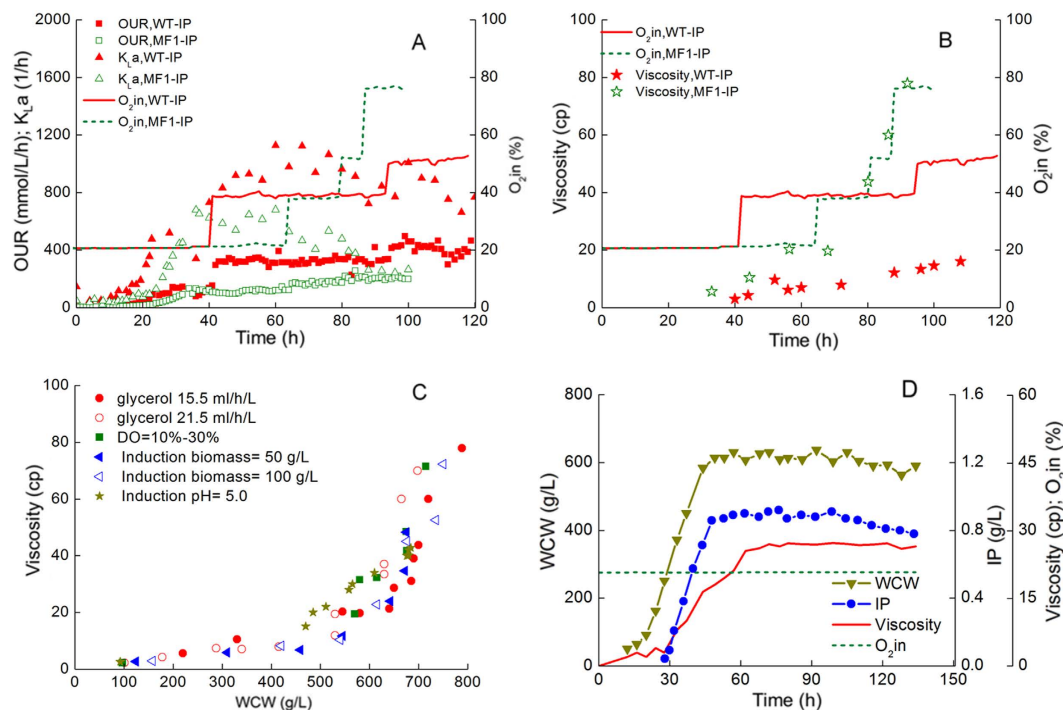 A
OUR (mmol/L/h); KLa (1/h)
2000
1600
1200
800
400
0
OUR,WT-IP
OUR,MF1-IP
KLa,WT-IP
KLa,MF1-IP
O2in,WT-IP
O2in,MF1-IP
100
80
60
40
20
0
O2in (%)
0 20 40 60 80 100 120
Time (h)
B
Viscosity (cp)
100
80
60
40
20
0
O2in,WT-IP
O2in,MF1-IP
Viscosity,WT-IP
Viscosity,MF1-IP
100
80
60
40
20
0
O2in (%)
0 20 40 60 80 100 120
Time (h)
C
Viscosity (cp)
100
80
60
40
20
0
glycerol 15.5 ml/h/L
glycerol 21.5 ml/h/L
DO=10%-30%
Induction biomass= 50 g/L
Induction biomass= 100 g/L
Induction pH= 5.0
0 100 200 300 400 500 600 700 800
WCW (g/L)
D
WCW (g/L)
800
600
400
200
0
WCW
IP
Viscosity
O2in
1.6
1.2
0.8
0.4
0.0
IP (g/L)
60
45
30
15
0
Viscosity (cp); O2in (%)
0 30 60 90 120 150
Time (h)